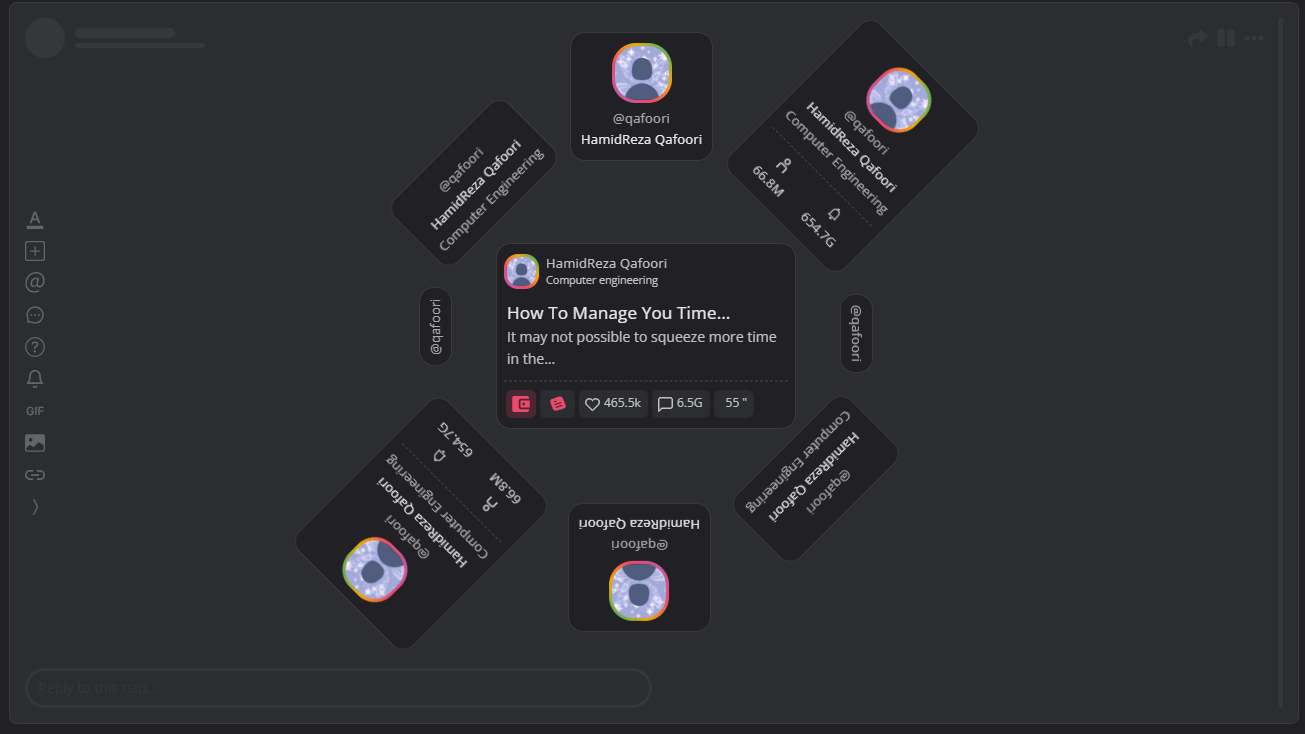 @qafoori
HamidReza Qafoori
@qafoori
HamidReza Qafoori
Computer Engineering
66.8M
654.7G
@qafoori
HamidReza Qafoori
Computer Engineering
@qafoori
HamidReza Qafoori
Computer engineering
How To Manage You Time...
It may not possible to squeeze more time
in the...
465.5k
6.5G
55 "
@qafoori
A
@
?
GIF
@qafoori
HamidReza Qafoori
Computer Engineering
66.8M
654.7G
@qafoori
HamidReza Qafoori
@qafoori
HamidReza Qafoori
Computer Engineering
Reply to this nap...